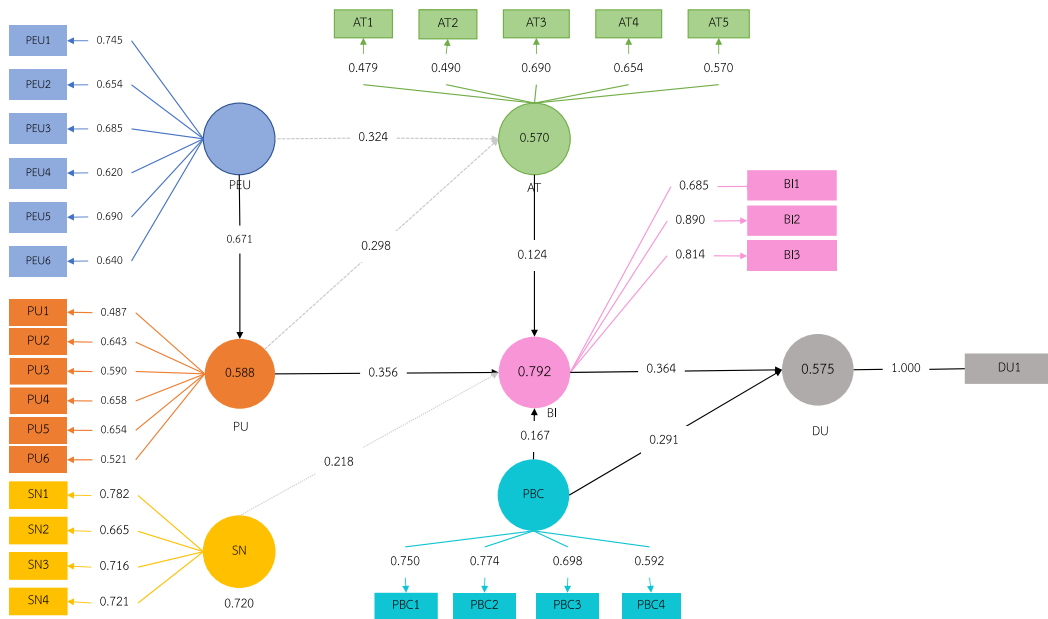 AT1 AT2 AT3 AT4 AT5
0.479 0.490 0.690 0.654 0.570
PEU1 0.745
PEU2 0.654
PEU3 0.685
PEU4 0.620
PEU5 0.690
PEU6 0.640
PEU
0.324
0.570
AT
0.671
0.298
0.124
0.685 BI1
0.890 BI2
0.814 BI3
PU1 0.487
PU2 0.643
PU3 0.590
PU4 0.658
PU5 0.654
PU6 0.521
0.588
PU
0.356
0.792
BI
0.364
0.575
DU
1.000
DU1
0.167
0.291
0.218
SN1 0.782
SN2 0.665
SN3 0.716
SN4 0.721
SN
0.720
PBC
0.750 0.774 0.698 0.592
PBC1 PBC2 PBC3 PBC4